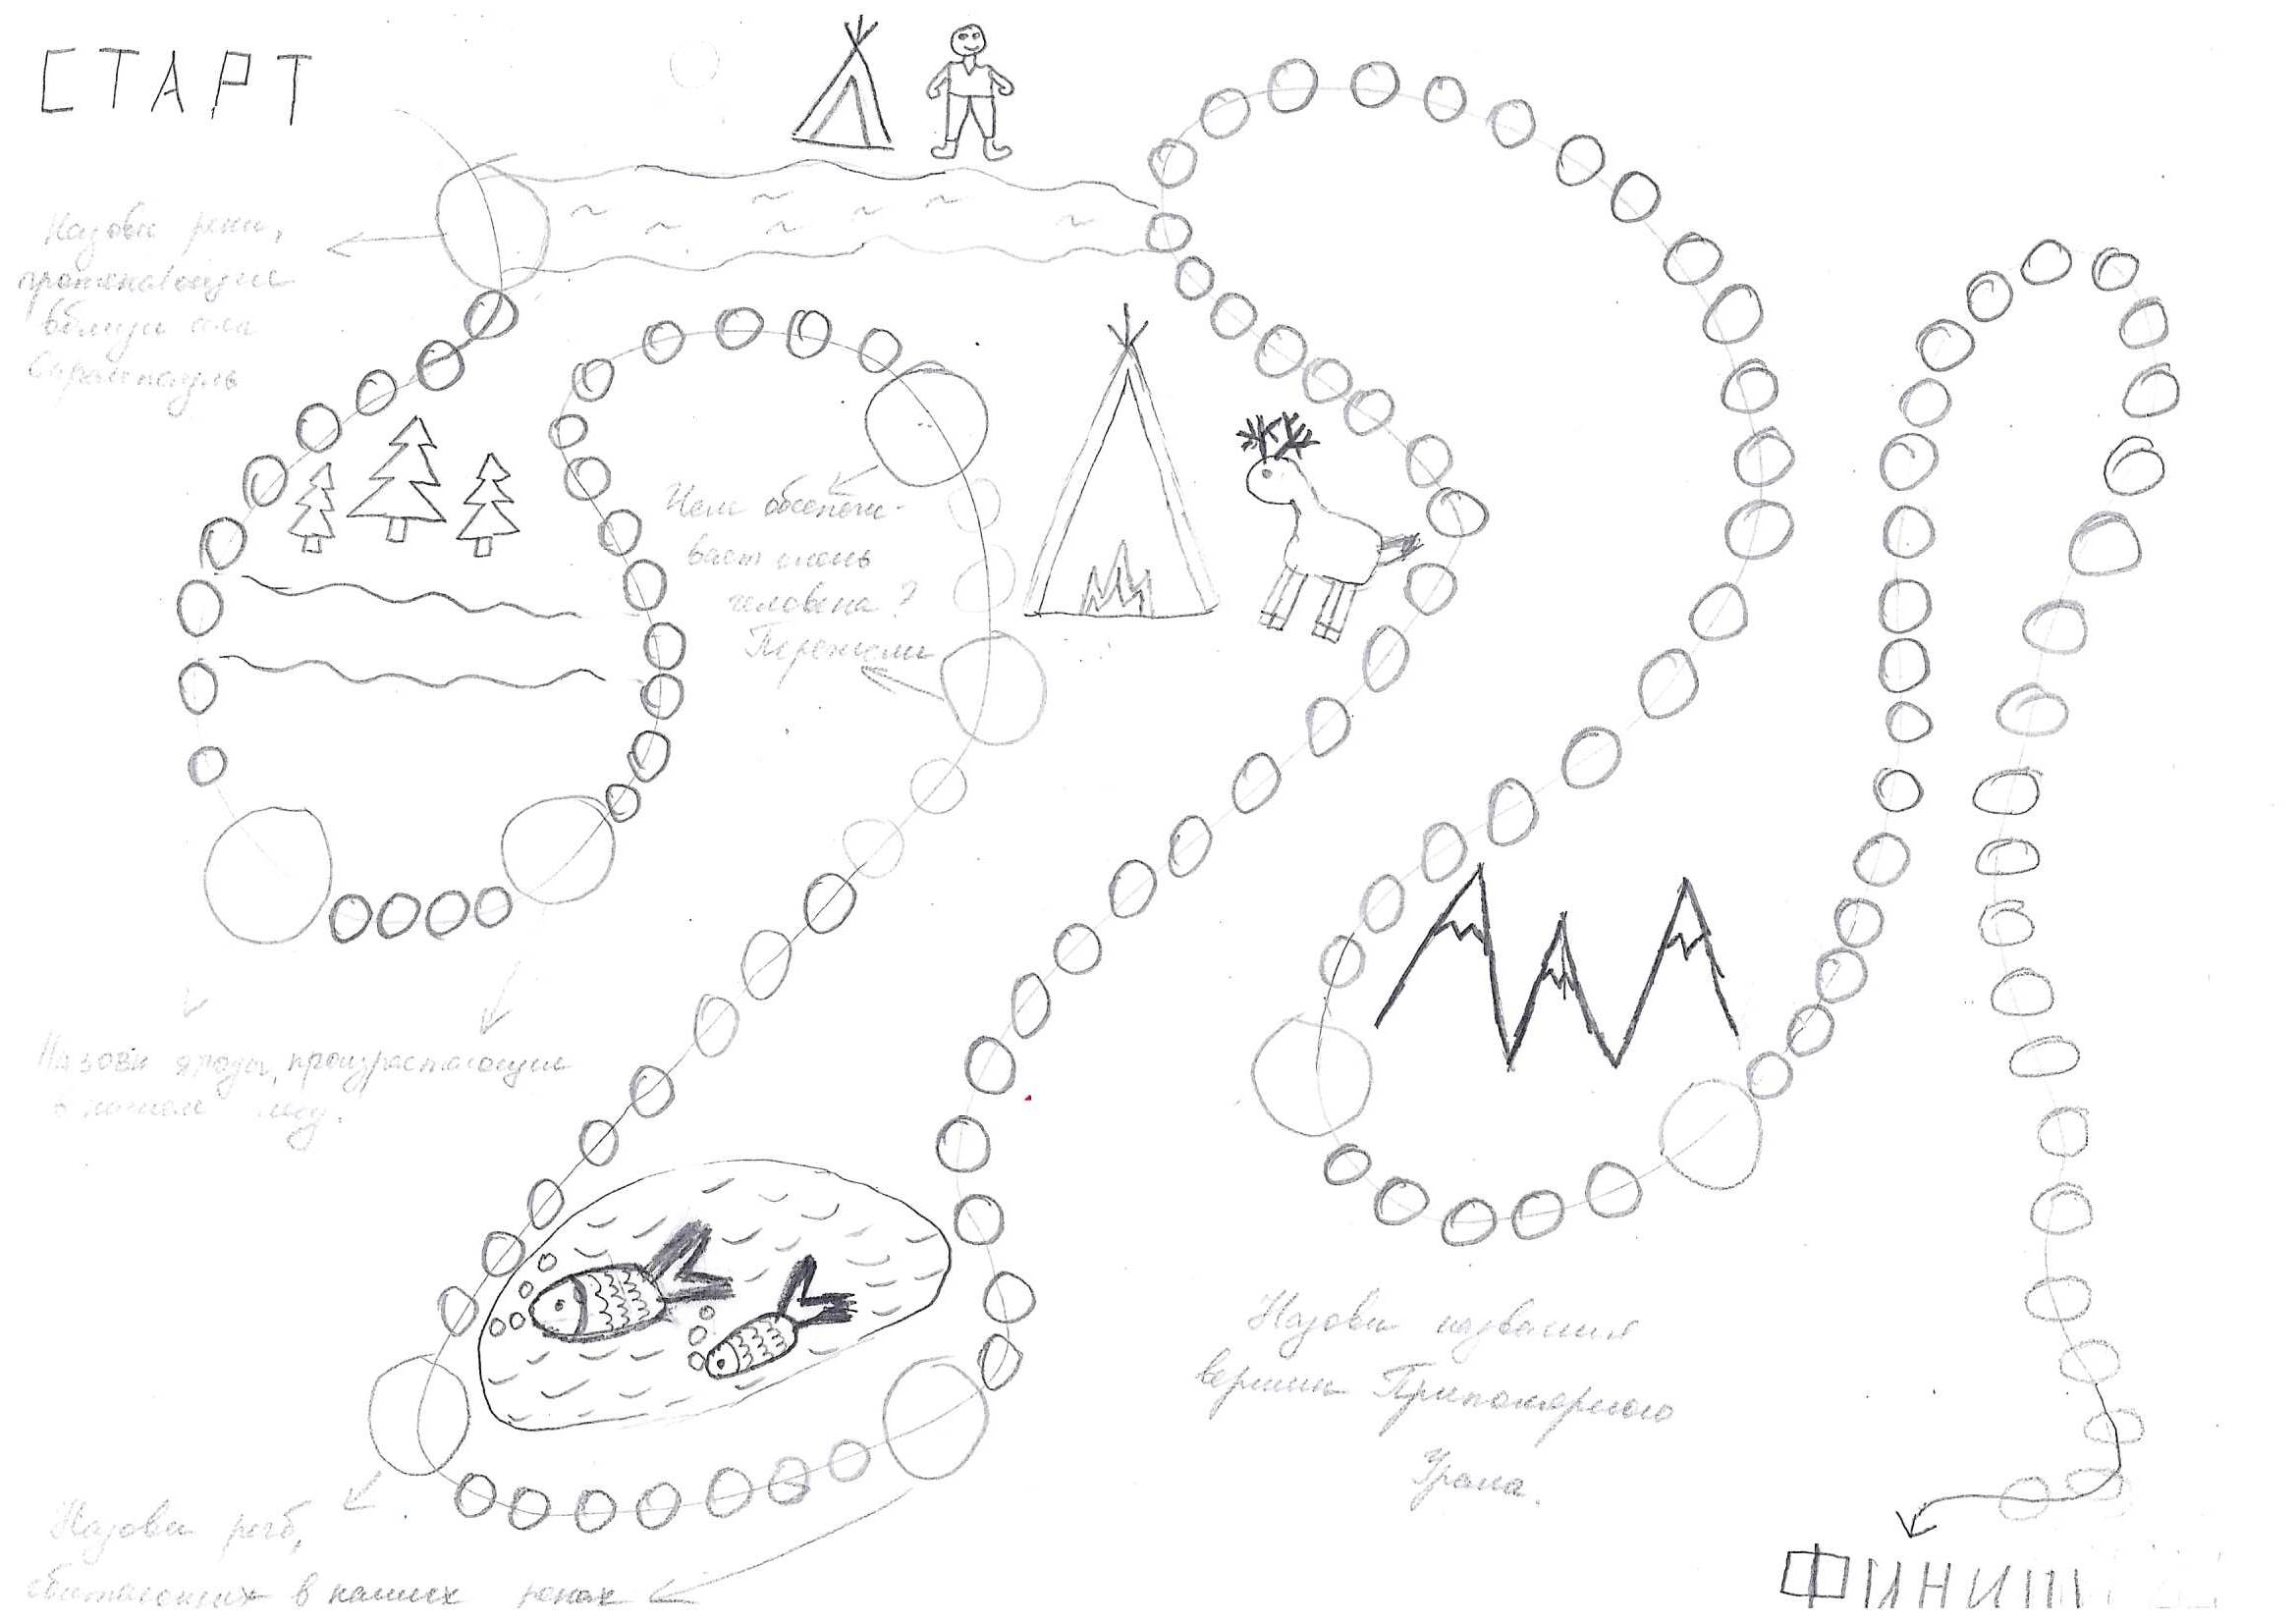 СТАРТ
Назови реки,
протекающие
вблизи села
Саранпауль
Чем обеспечи-
вает олень
человека?
Перечисли
Назови ягоды, произрастающие
в нашем лесу.
Назови рыб,
обитающих в наших реках
Назови названия
вершин Приполярного
Урала.
ФИНИШ